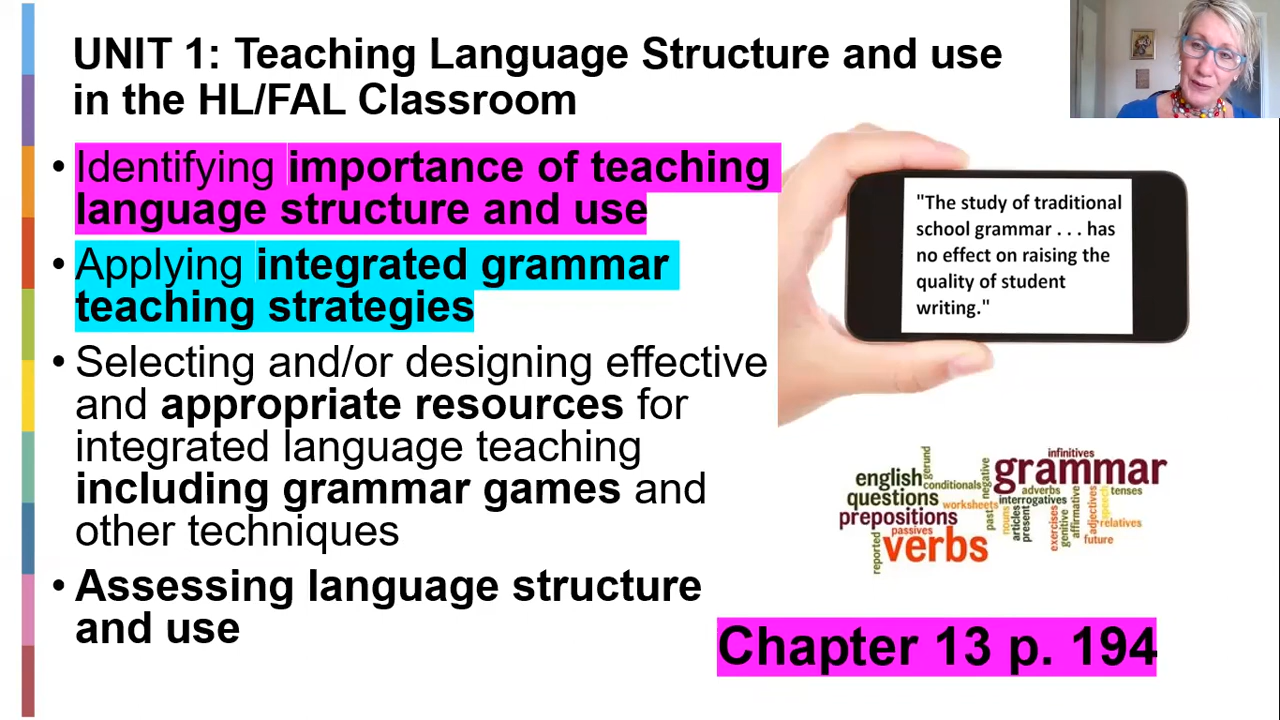 UNIT 1: Teaching Language Structure and use
in the HL/FAL Classroom
• Identifying importance of teaching
language structure and use
• Applying integrated grammar
teaching strategies
• Selecting and/or designing effective
and appropriate resources for
integrated language teaching
including grammar games and
other techniques
• Assessing language structure
and use
"The study of traditional
school grammar . . . has
no effect on raising the
quality of student
writing."
english
gerund
conditionals
negative
infinitives
grammar
questions
worksheets
adverbs
tenses
interrogatives
prepositions
past
nouns
articles
present
exercises
genitive
affirmative
adjectives
speech
relatives
passives
reported
verbs
future
Chapter 13 p. 194